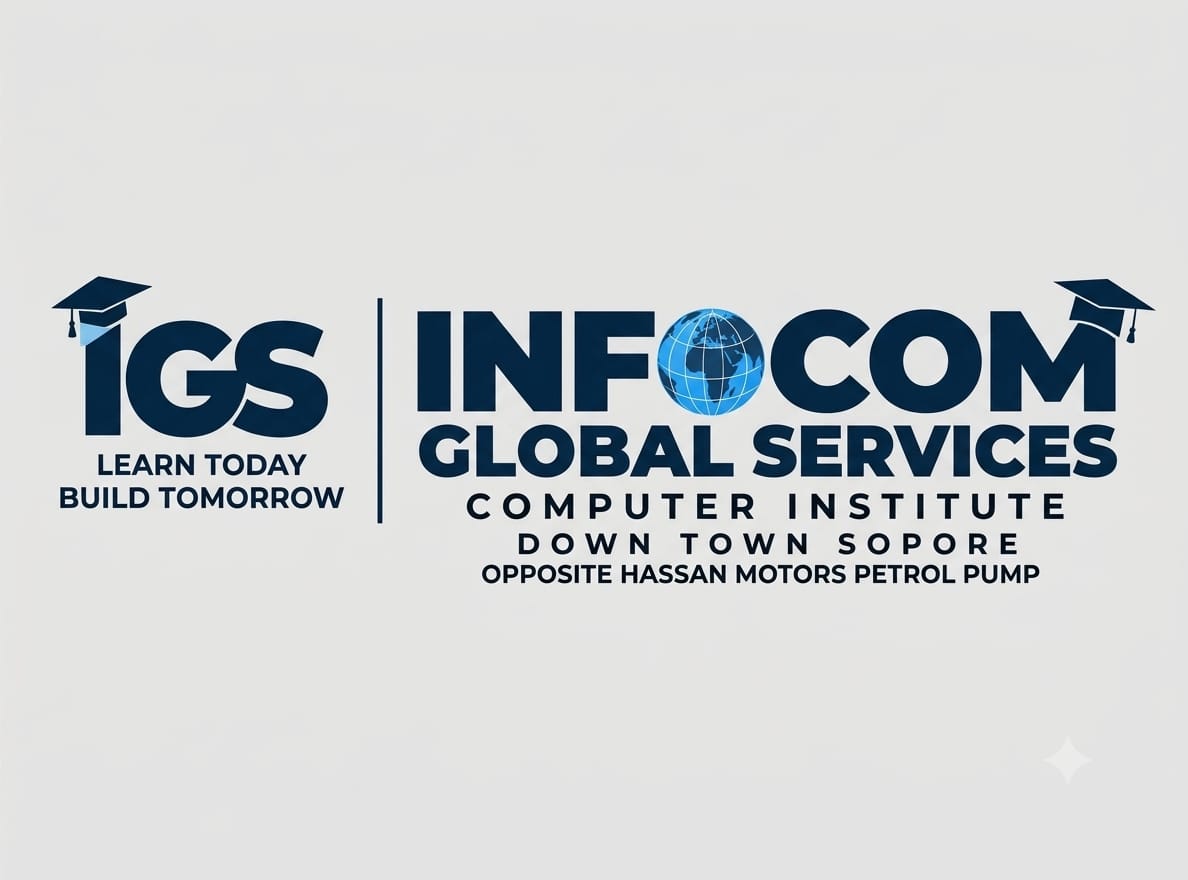 IGS
LEARN TODAY
BUILD TOMORROW
INFOCOM
GLOBAL SERVICES
COMPUTER INSTITUTE
DOWN TOWN SOPORE
OPPOSITE HASSAN MOTORS PETROL PUMP